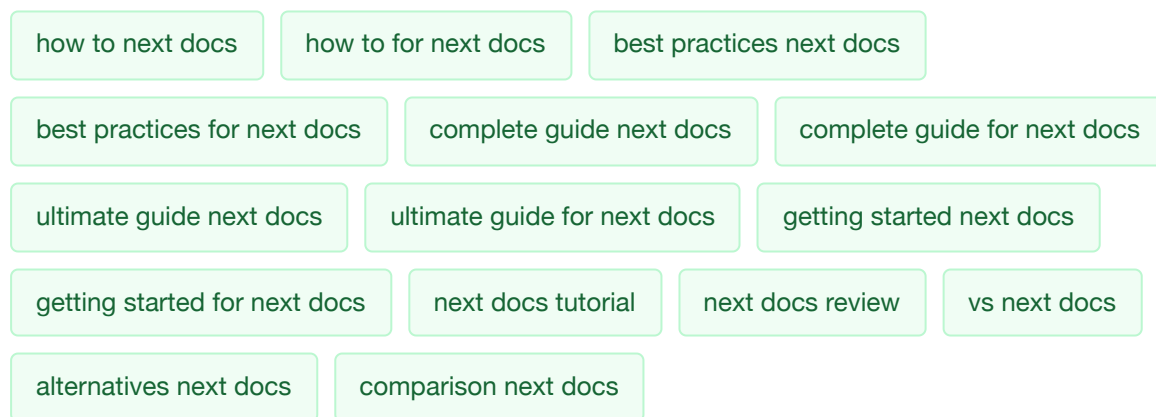 how to next docs how to for next docs best practices next docs
best practices for next docs complete guide next docs complete guide for next docs
ultimate guide next docs ultimate guide for next docs getting started next docs
getting started for next docs next docs tutorial next docs review vs next docs
alternatives next docs comparison next docs